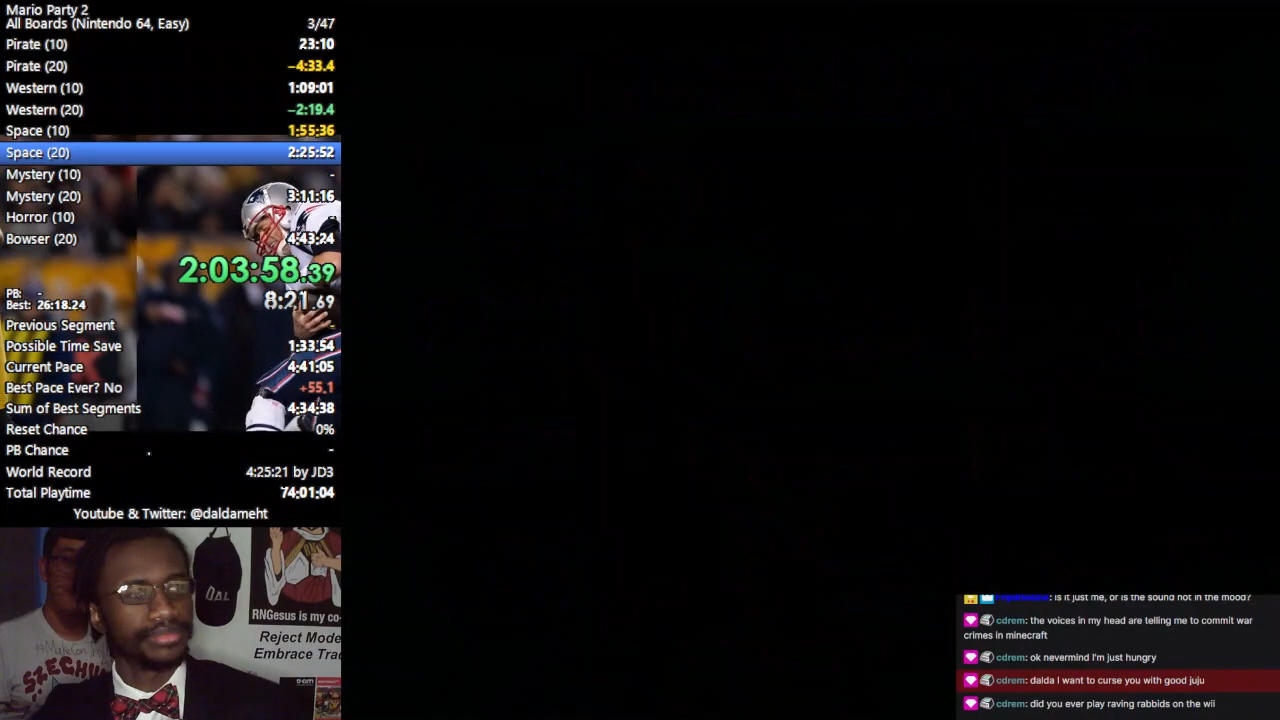 Mario Party 2
All Boards (Nintendo 64, Easy) 3/47
Pirate (10) 23:10
Pirate (20) −4:33.4
Western (10) 1:09:01
Western (20) −2:19.4
Space (10) 1:55:36
Space (20) 2:25:52
Mystery (10) -
Mystery (20) 3:11:16
Horror (10)
Bowser (20) 4:43:24
2:03:58.39
PB: -
8:21.69
Best: 26:18.24
Previous Segment -
Possible Time Save 1:33.54
Current Pace 4:41:05
Best Pace Ever? No +55.1
Sum of Best Segments 4:34:38
Reset Chance 0%
PB Chance -
World Record 4:25:21 by JD3
Total Playtime 74:01:04
Youtube & Twitter: @daldameht
DAL
RNGesus is my co-
Reject Mode
Embrace Tra
: is it just me, or is the sound not in the mood?
cdrem: the voices in my head are telling me to commit war
crimes in minecraft
cdrem: ok nevermind I'm just hungry
cdrem: dalda I want to curse you with good juju
cdrem: did you ever play raving rabbids on the wii